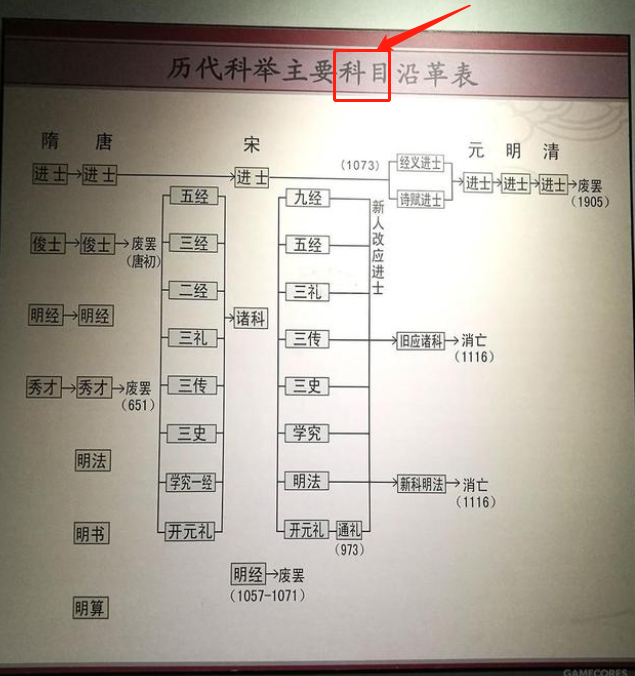 历代科举主要科目沿革表
隋 唐 宋 元 明 清
进士 进士 进士 (1073) 经义进士 诗赋进士 进士 进士 进士 废罢
(1905)
俊士 俊士 废罢
(唐初)
明经 明经
秀才 秀才 废罢
(651)
明法
明书
明算
五经
三经
二经
三礼
三传
三史
学究一经
开元礼
诸科
九经
五经
三礼
三传
三史
学究
明法
开元礼 通礼
(973)
新人改应进士
旧应诸科 消亡
(1116)
新科明法 消亡
(1116)
明经 废罢
(1057-1071)
GAMECORES